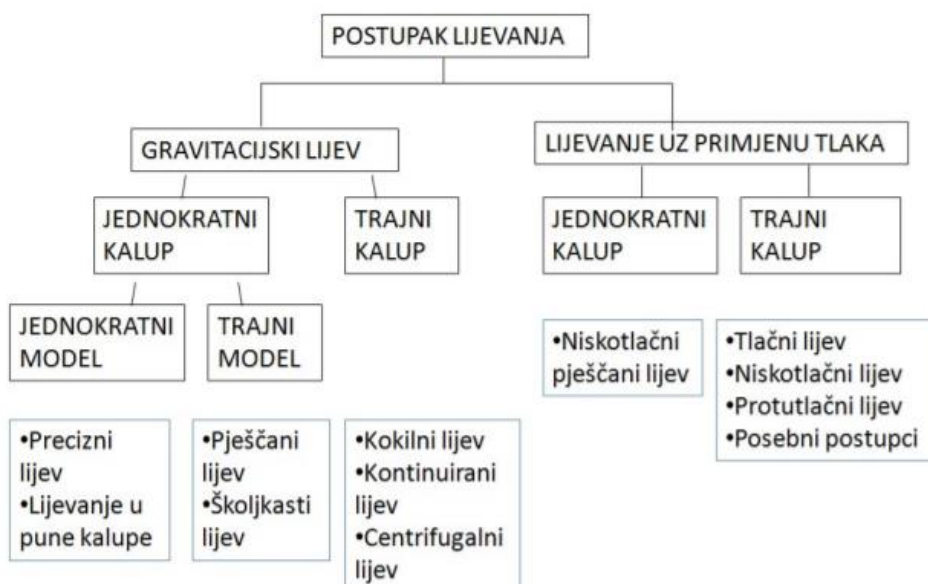 POSTUPAK LIJEVANJA
GRAVITACIJSKI LIJEV
LIJEVANJE UZ PRIMJENU TLAKA
JEDNOKRATNI
KALUP
TRAJNI
KALUP
JEDNOKRATNI
KALUP
TRAJNI
KALUP
JEDNOKRATNI
MODEL
TRAJNI
MODEL
•Niskotlačni
pješčani lijev
•Tlačni lijev
•Niskotlačni lijev
•Protutlačni lijev
•Posebni postupci
•Precizni
lijev
•Lijevanje u
pune kalupe
•Pješčani
lijev
•Školjkasti
lijev
•Kokilni lijev
•Kontinuirani
lijev
•Centrifugalni
lijev